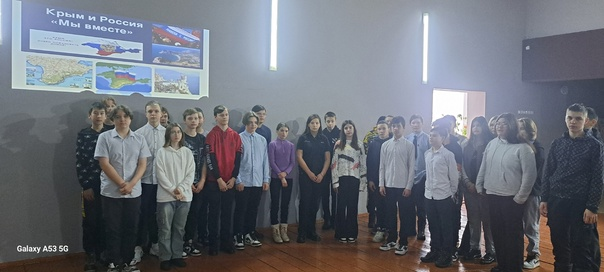 Крым и Россия
«Мы вместе»
Galaxy A53 5G